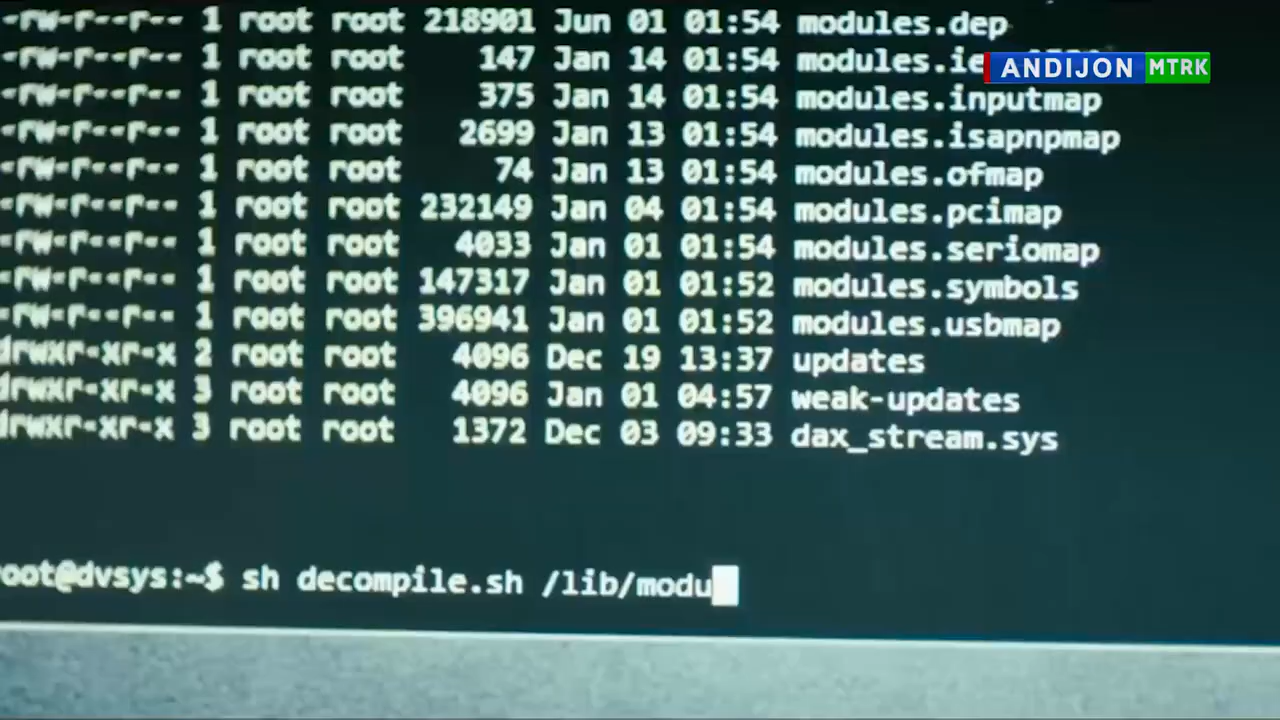 -rw-r--r-- 1 root root 218901 Jun 01 01:54 modules.dep
-rw-r--r-- 1 root root 147 Jan 14 01:54 modules.ie
ANDIJON MTRK
-rw-r--r-- 1 root root 375 Jan 14 01:54 modules.inputmap
-rw-r--r-- 1 root root 2699 Jan 13 01:54 modules.isapnpmap
-rw-r--r-- 1 root root 74 Jan 13 01:54 modules.ofmap
-rw-r--r-- 1 root root 232149 Jan 04 01:54 modules.pcimap
-rw-r--r-- 1 root root 4033 Jan 01 01:54 modules.seriomap
-rw-r--r-- 1 root root 147317 Jan 01 01:52 modules.symbols
-rw-r--r-- 1 root root 396941 Jan 01 01:52 modules.usbmap
drwxr-xr-x 2 root root 4096 Dec 19 13:37 updates
drwxr-xr-x 3 root root 4096 Jan 01 04:57 weak-updates
drwxr-xr-x 3 root root 1372 Dec 03 09:33 dax_stream.sys
root@dvsys:~$ sh decompile.sh /lib/modu